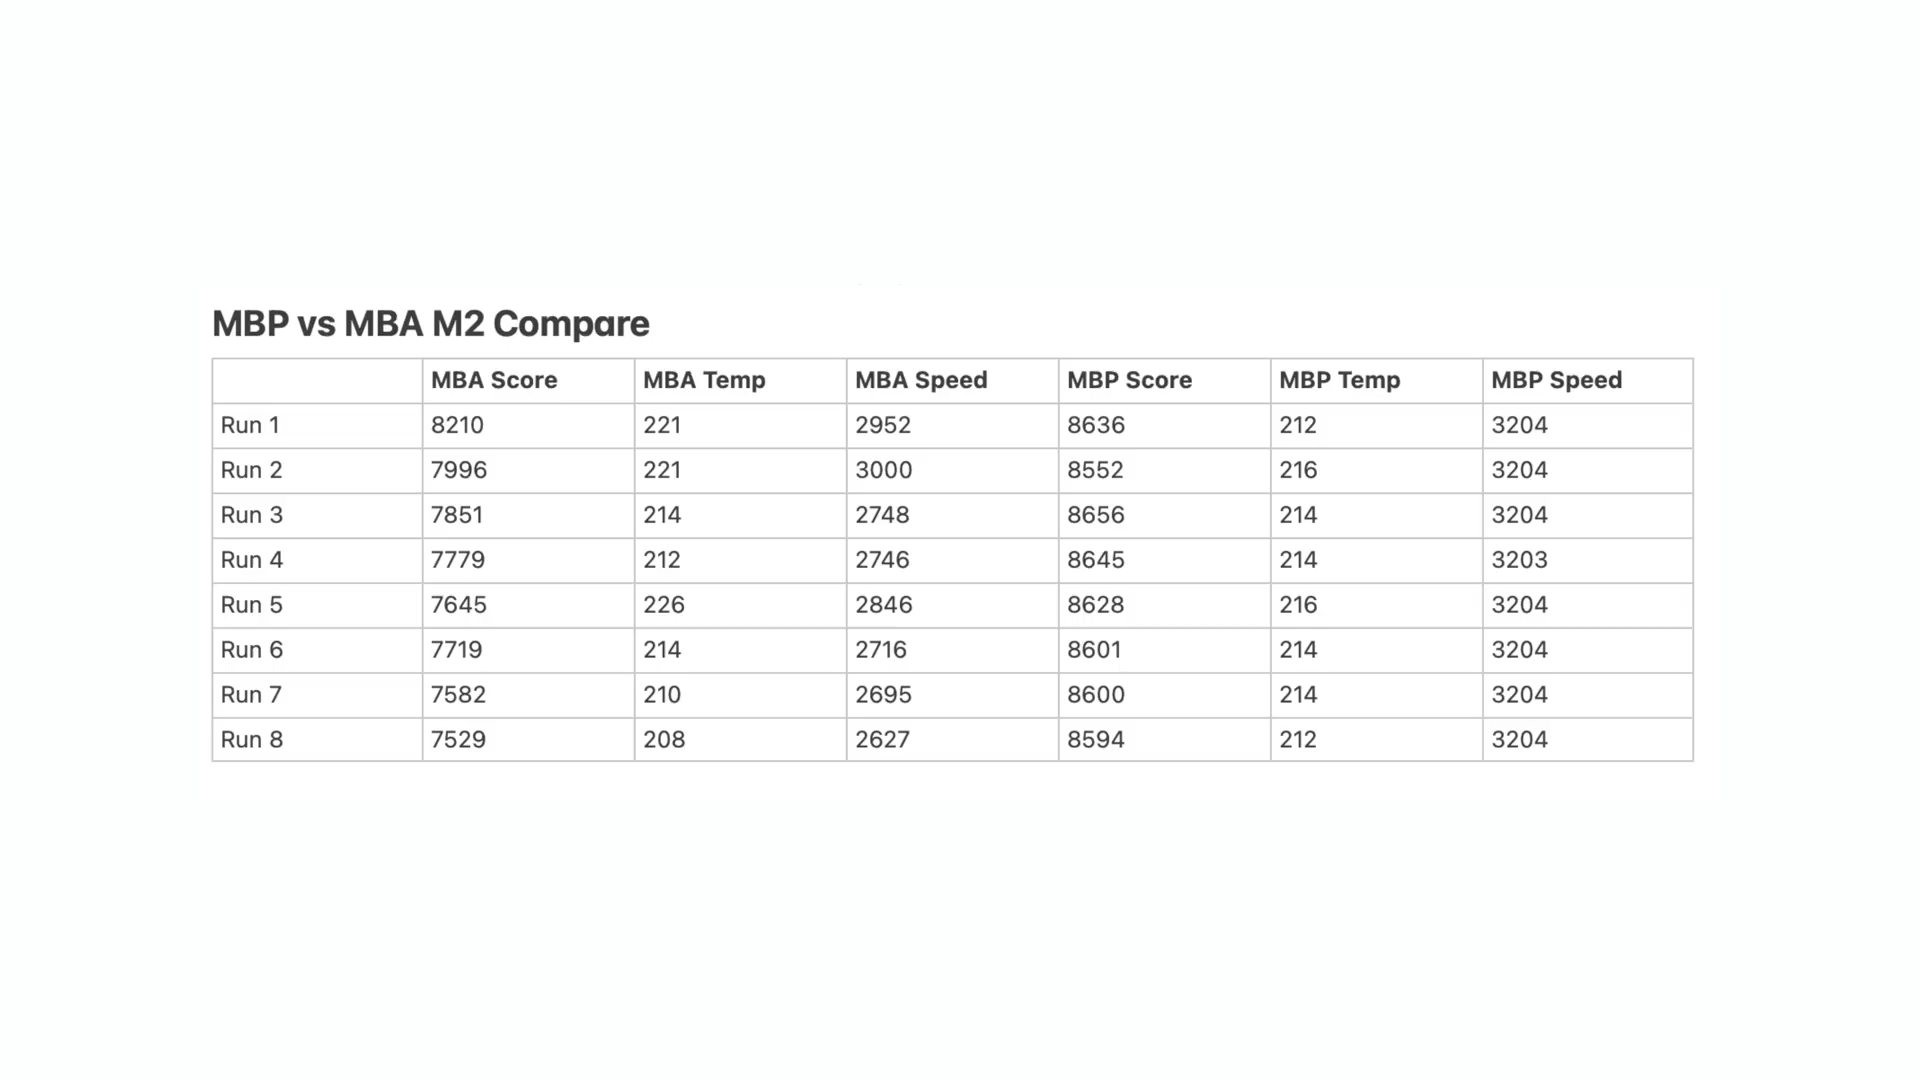 MBP vs MBA M2 Compare
MBA Score MBA Temp MBA Speed MBP Score MBP Temp MBP Speed
Run 1 8210 221 2952 8636 212 3204
Run 2 7996 221 3000 8552 216 3204
Run 3 7851 214 2748 8656 214 3204
Run 4 7779 212 2746 8645 214 3203
Run 5 7645 226 2846 8628 216 3204
Run 6 7719 214 2716 8601 214 3204
Run 7 7582 210 2695 8600 214 3204
Run 8 7529 208 2627 8594 212 3204